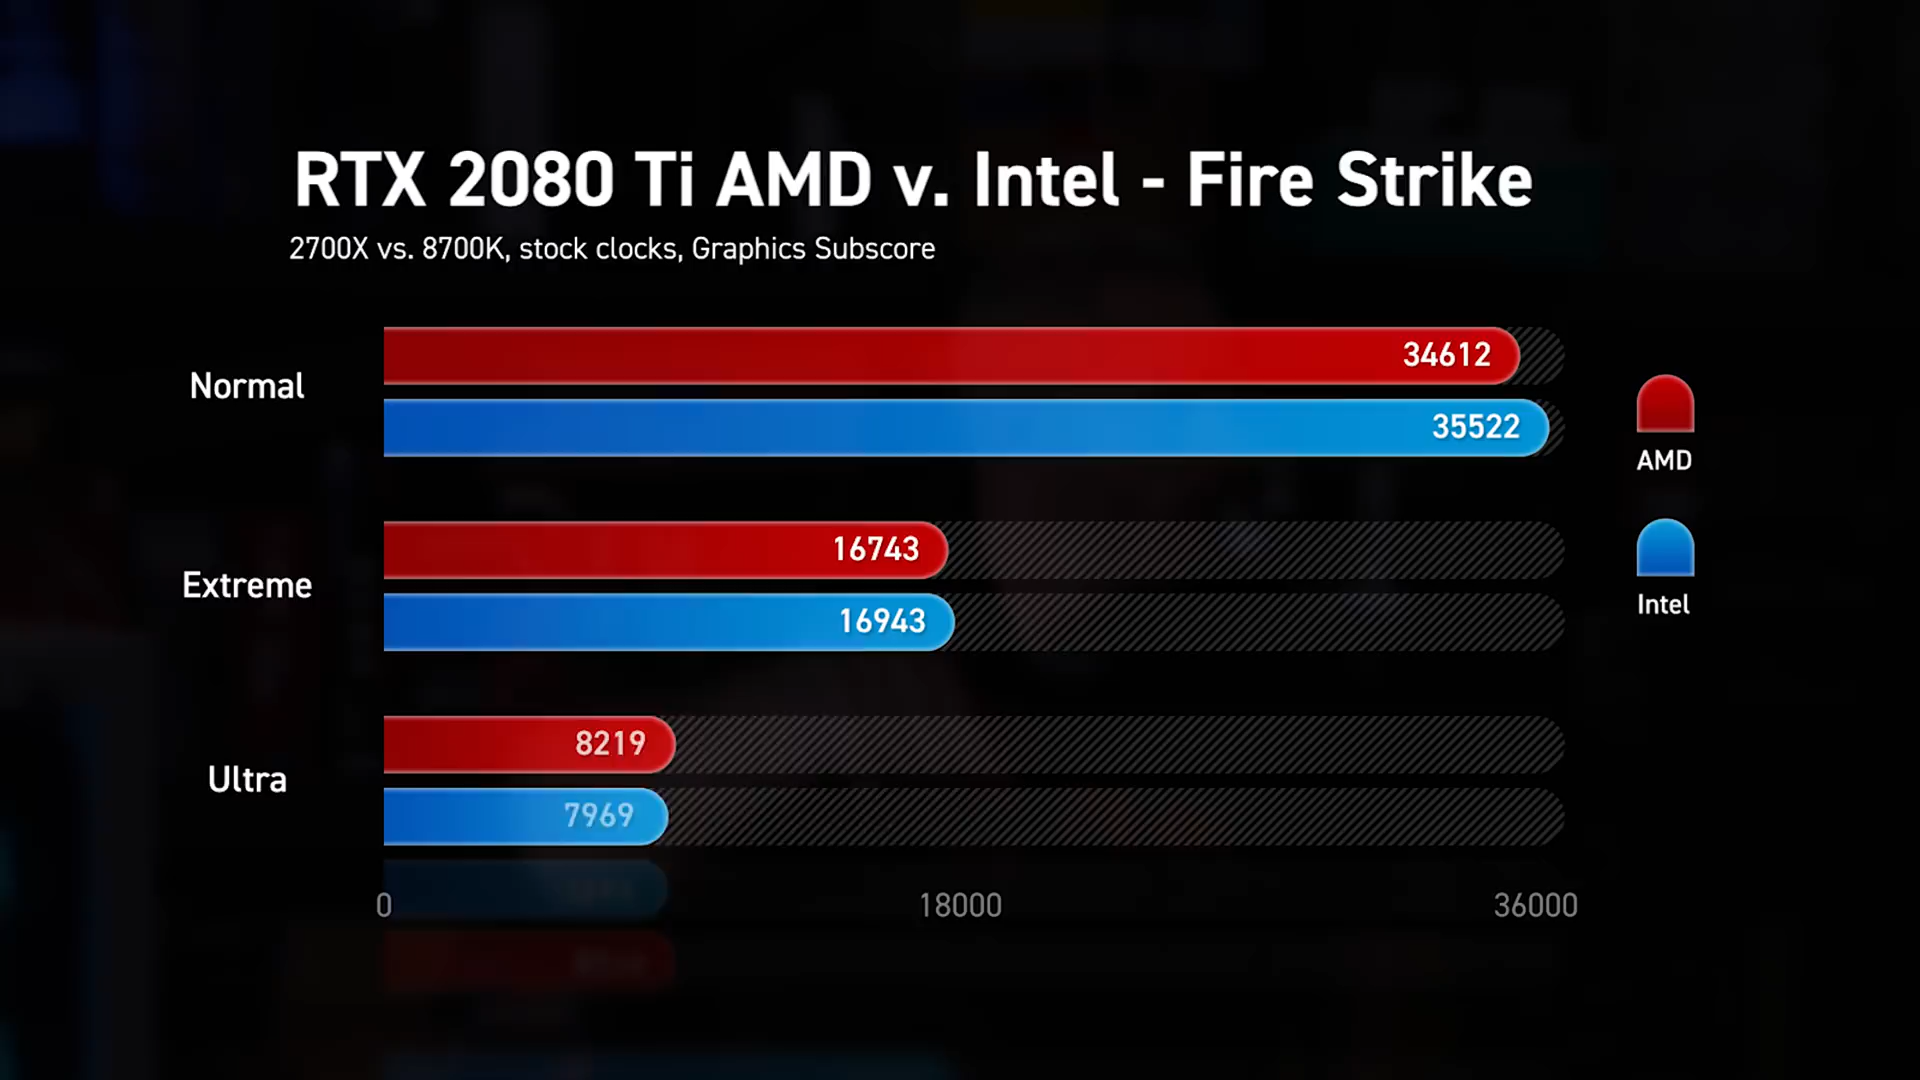 RTX 2080 Ti AMD v. Intel - Fire Strike
2700X vs. 8700K, stock clocks, Graphics Subscore
Normal
34612
35522
AMD
Extreme
16743
16943
Intel
Ultra
8219
7969
0
18000
36000